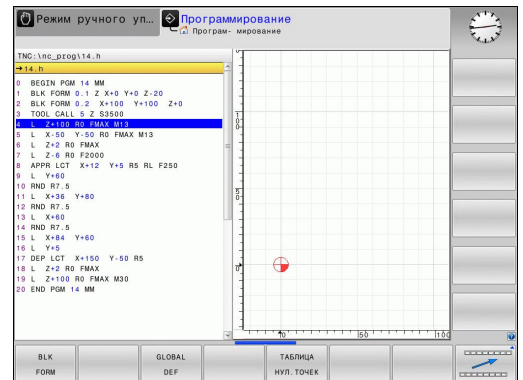 Режим ручного уп...
Программирование
Програм- мирование
TNC:\nc_prog\14.h
→14.h
0 BEGIN PGM 14 MM
1 BLK FORM 0.1 Z X+0 Y+0 Z-20
2 BLK FORM 0.2 X+100 Y+100 Z+0
3 TOOL CALL 5 Z S3500
4 L Z+100 R0 FMAX M13
5 L X-50 Y-50 R0 FMAX M13
6 L Z+2 R0 FMAX
7 L Z-6 R0 F2000
8 APPR LCT X+12 Y+5 R5 RL F250
9 L Y+60
10 RND R7.5
11 L X+36 Y+80
12 RND R7.5
13 L X+60
14 RND R7.5
15 L X+84 Y+60
16 L Y+5
17 DEP LCT X+150 Y-50 R5
18 L Z+2 R0 FMAX
19 L Z+100 R0 FMAX M30
20 END PGM 14 MM
100
50
0
0 50 100
BLK
FORM
GLOBAL
DEF
ТАБЛИЦА
НУЛ. ТОЧЕК